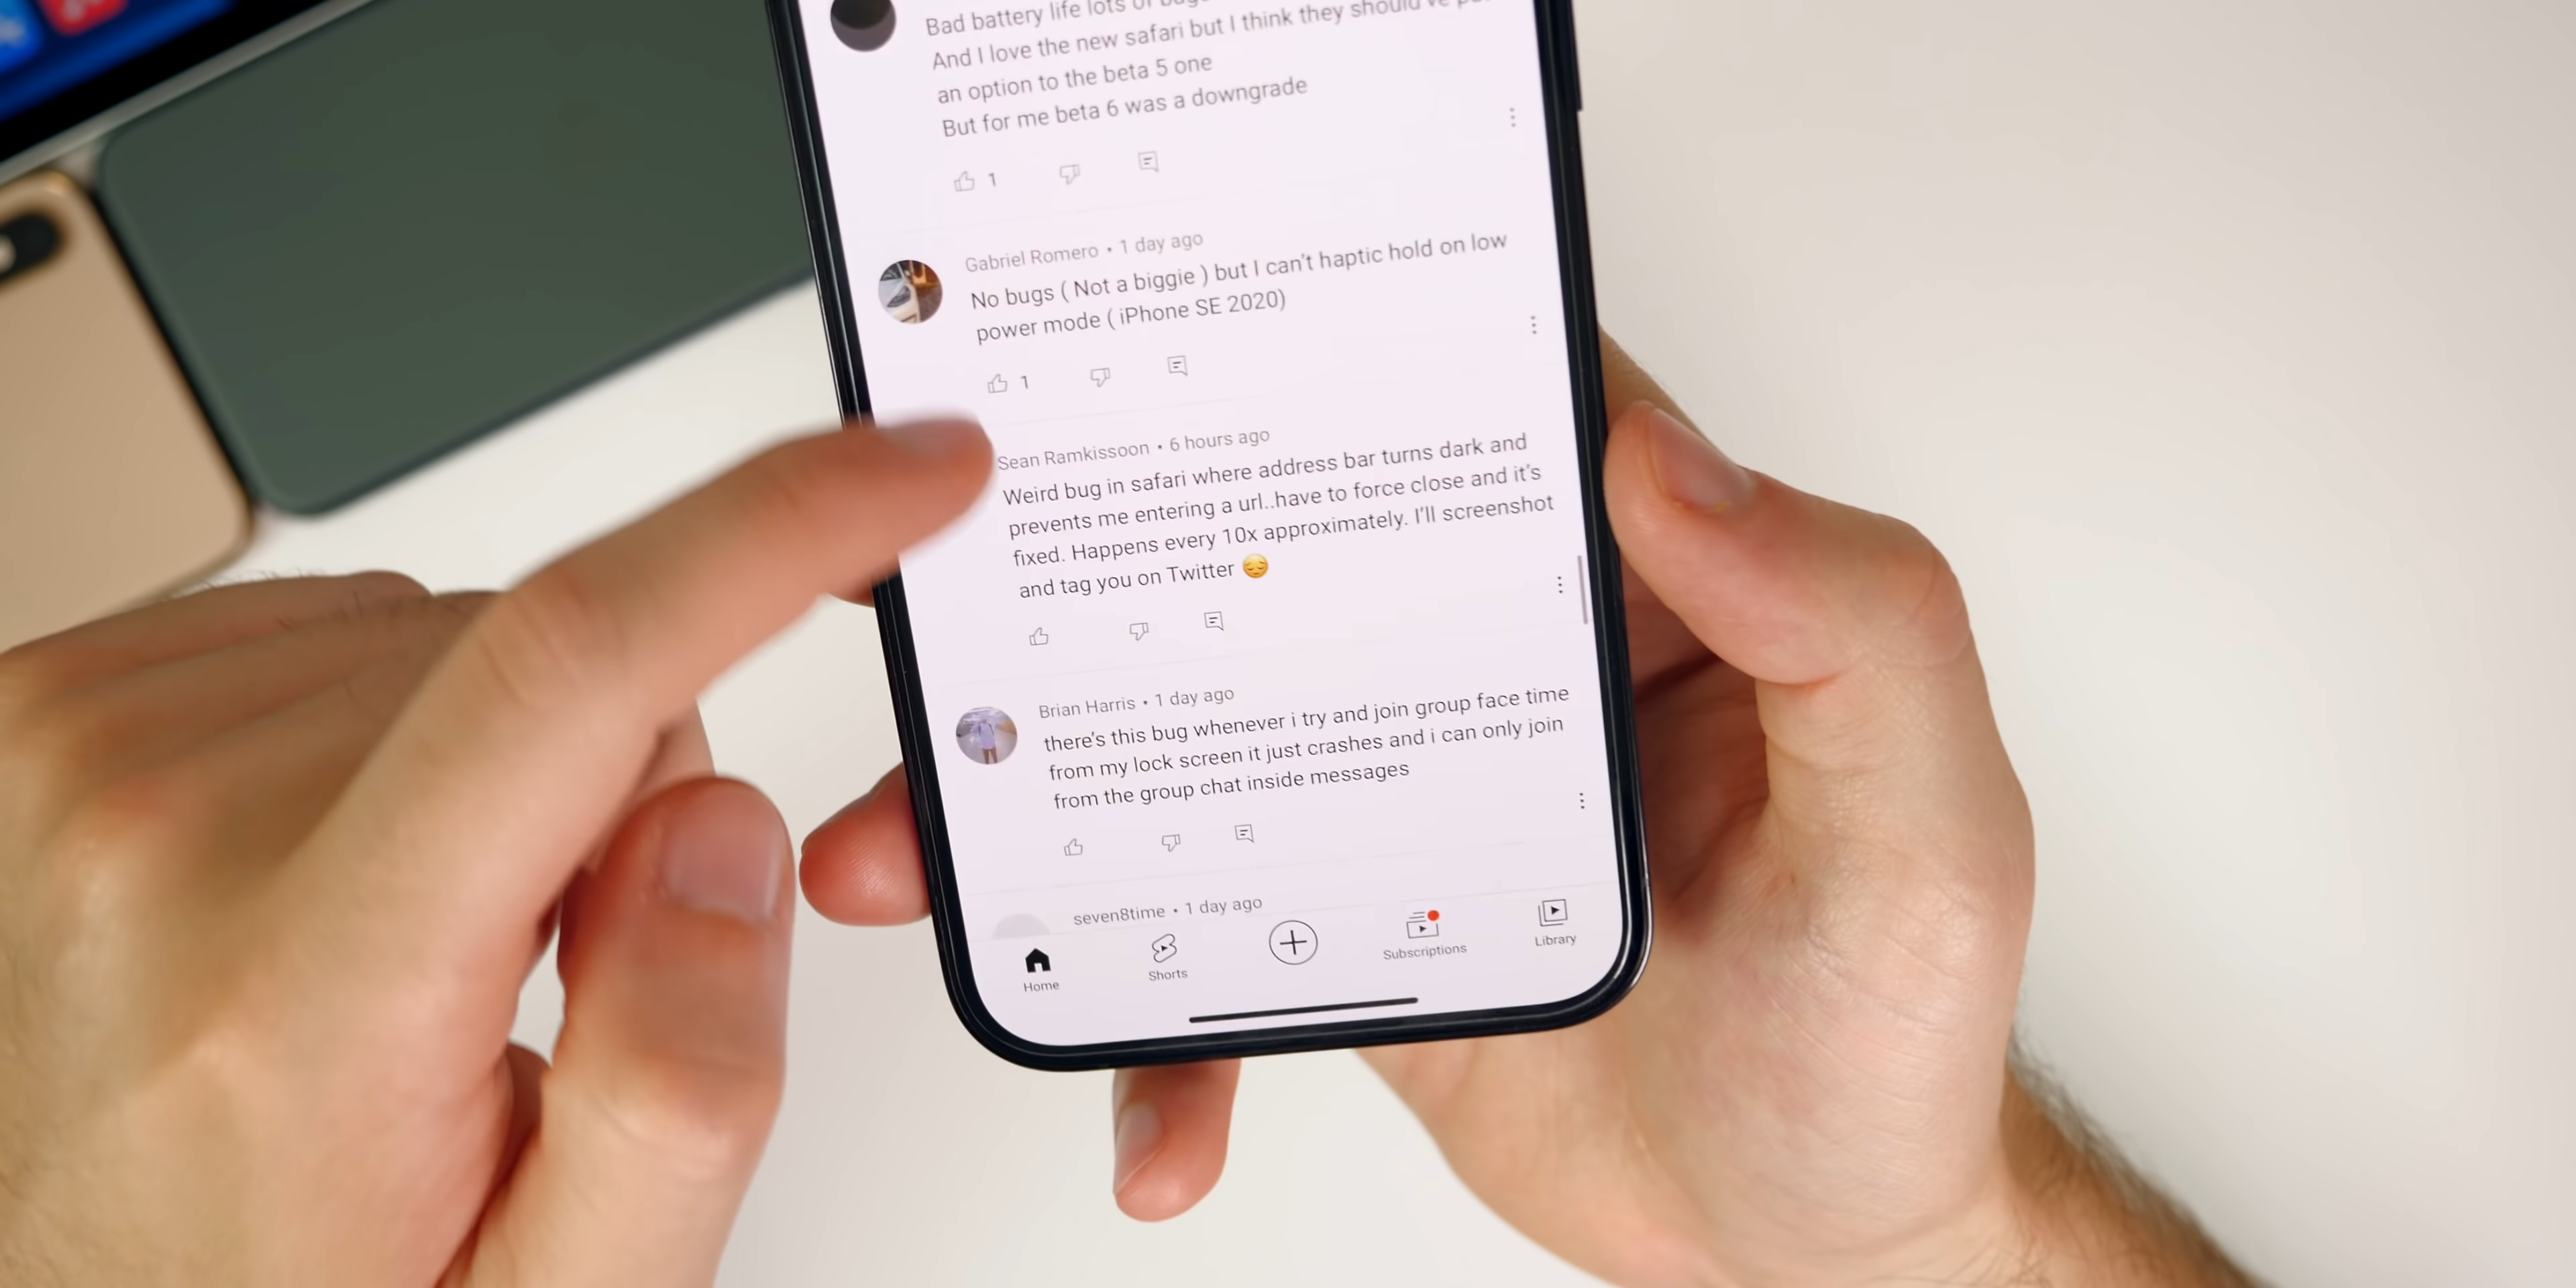 Bad battery life lots of bugs
And I love the new safari but I think they should've
an option to the beta 5 one
But for me beta 6 was a downgrade
1
Gabriel Romero • 1 day ago
No bugs ( Not a biggie ) but I can't haptic hold on low
power mode ( iPhone SE 2020)
1
Sean Ramkissoon • 6 hours ago
Weird bug in safari where address bar turns dark and
prevents me entering a url..have to force close and it's
fixed. Happens every 10x approximately. I'll screenshot
and tag you on Twitter 😔
Brian Harris • 1 day ago
there's this bug whenever i try and join group face time
from my lock screen it just crashes and i can only join
from the group chat inside messages
seven8time • 1 day ago
Home
Shorts
Subscriptions
Library